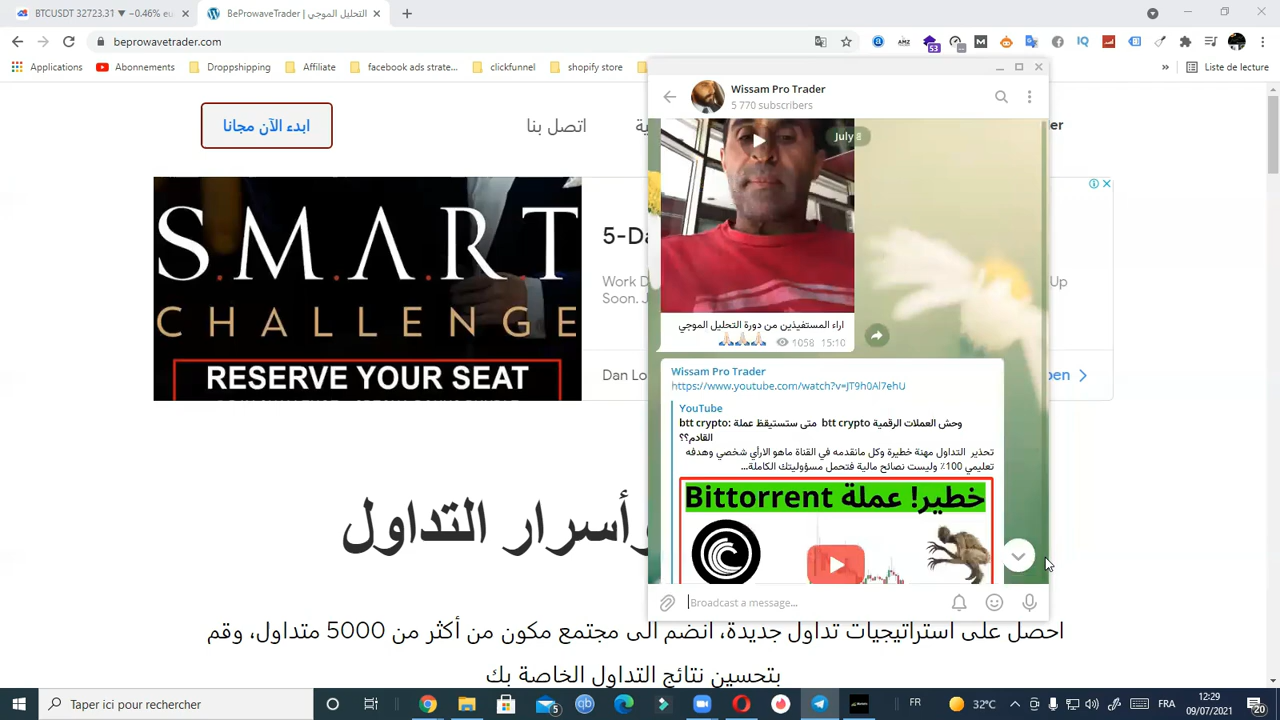 BTCUSDT 32723.31 ▼ −0.46% eu
BeProwaveTrader | التحليل الموجي
beprowavetrader.com
53
Applications
Abonnements
Droppshipping
Affiliate
facebook ads strate...
clickfunnel
shopify store
»
Liste de lecture
ابدء الآن مجانا
اتصل بنا
S.M.A.R.T
CHALLENGE
RESERVE YOUR SEAT
5-Da
Work D
Soon. J
Up
Dan Lo
pen
Wissam Pro Trader
5 770 subscribers
July 8
اراء المستفيذين من دورة التحليل الموجي
🙏🏻🙏🏻🙏🏻 1058 15:10
Wissam Pro Trader
https://www.youtube.com/watch?v=JT9h0Al7ehU
YouTube
وحش العملات الرقمية btt crypto متى ستستيقظ عملة btt crypto:
القادم؟؟
تحذير التداول مهنة خطيرة وكل مانقدمه في القناة ماهو الارأي شخصي وهدفه
تعليمي 100٪ وليست نصائح مالية فتحمل مسؤوليتك الكاملة...
خطير! عملة Bittorrent
Broadcast a message...
وأسرار التداول
احصل على استراتيجيات تداول جديدة، انضم الى مجتمع مكون من أكثر من 5000 متداول، وقم
بتحسين نتائج التداول الخاصة بك
Taper ici pour rechercher
5
FR
32°C
FRA
12:29
09/07/2021
20